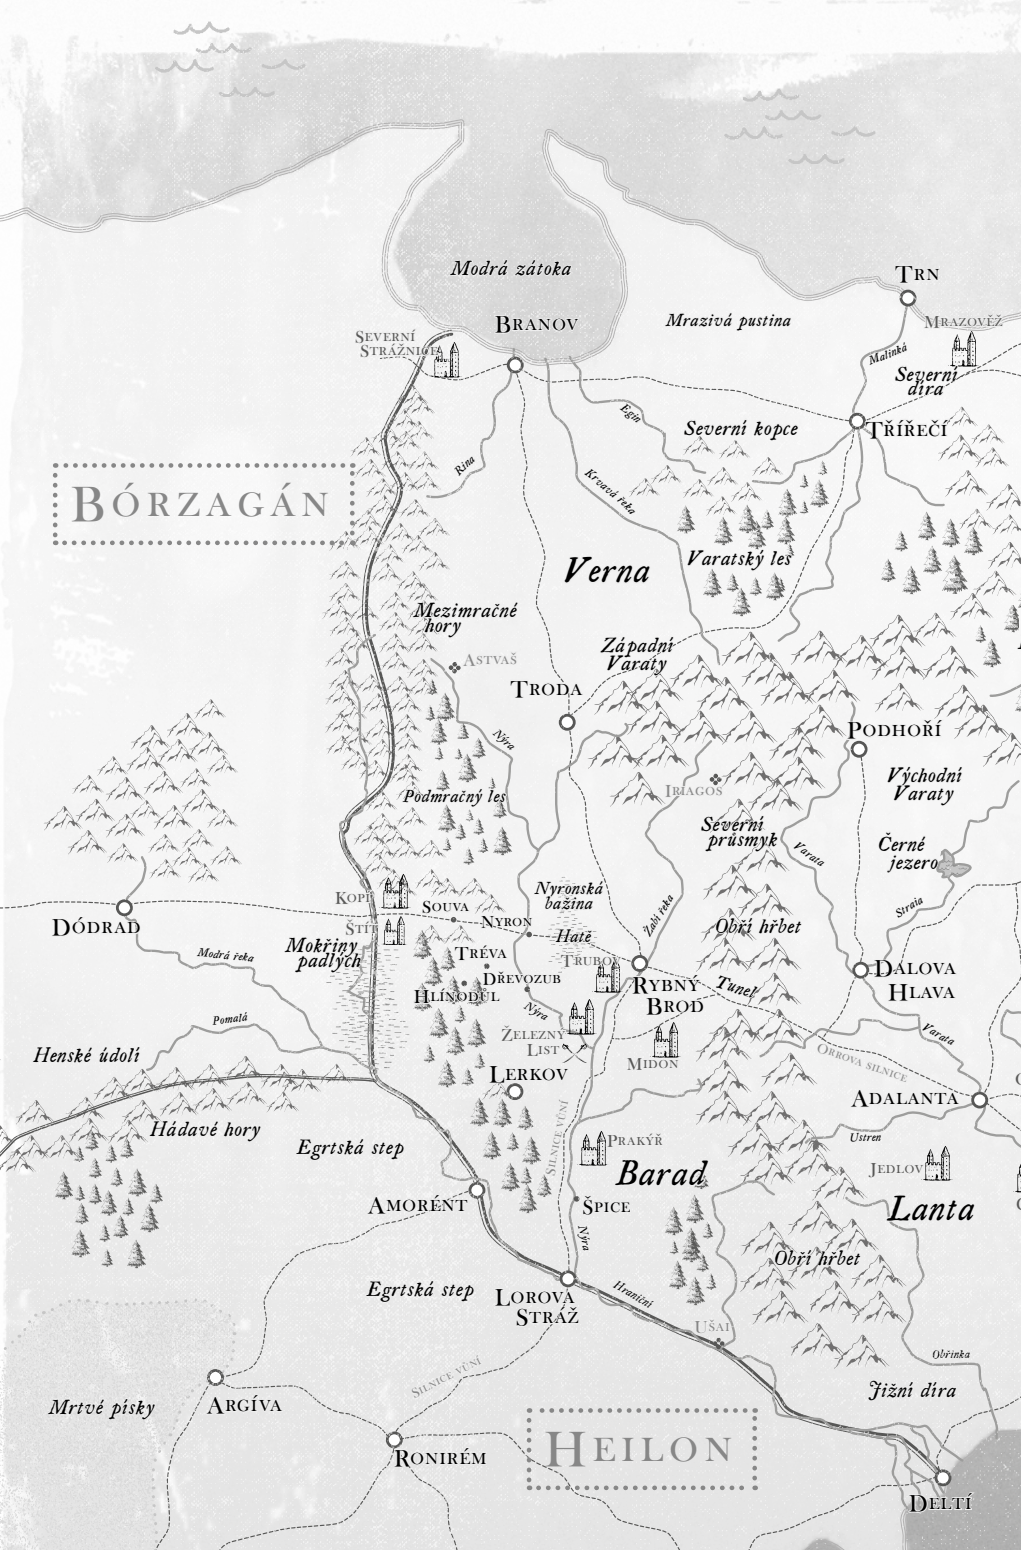 Modrá zátoka
Trn
Branov
Mrazivá pustina
Mrazověž
Severní
Strážnice
Malinká
Severní
díra
Egin
Severní kopce
Třířečí
Rina
Krvavá řeka
Bórzagán
Verna
Varatský les
Mezimračné
hory
Západní
Varaty
Astvaš
Troda
Nýra
Podhoří
Iriagos
Východní
Varaty
Podmračný les
Severní
průsmyk
Varata
Černé
jezero
Kopí
Souva
Nyronská
bažina
Žabí řeka
Straja
Dódrad
Štít
Nyron
Hatě
Obří hřbet
Modrá řeka
Mokřiny
padlých
Tréva
Trubov
Dálova
Hlava
Dřevozub
Hlínodůl
Rybný
Brod
Tunel
Pomalá
Nýra
Železný
List
Midon
Varata
Orrova silnice
Henské údolí
Lerkov
Adalanta
Hádavé hory
Egrtská step
Silnice vůní
Prakýř
Ustren
Jedlov
Barad
Amorént
Špice
Lanta
Nýra
Obří hřbet
Egrtská step
Lorova
Stráž
Hraniční
Ušai
Obřinka
Silnice vůní
Jižní díra
Mrtvé písky
Argíva
Heilon
Ronirém
Deltí